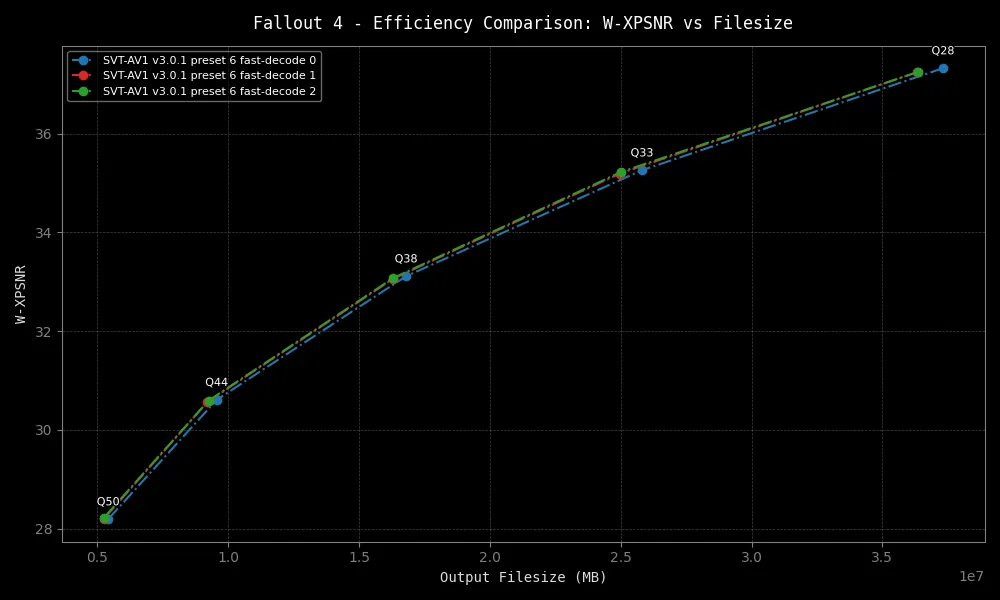 Fallout 4 - Efficiency Comparison: W-XPSNR vs Filesize
SVT-AV1 v3.0.1 preset 6 fast-decode 0
SVT-AV1 v3.0.1 preset 6 fast-decode 1
SVT-AV1 v3.0.1 preset 6 fast-decode 2
Q28
Q33
Q38
Q44
Q50
W-XPSNR
36
34
32
30
28
0.5 1.0 1.5 2.0 2.5 3.0 3.5
1e7
Output Filesize (MB)